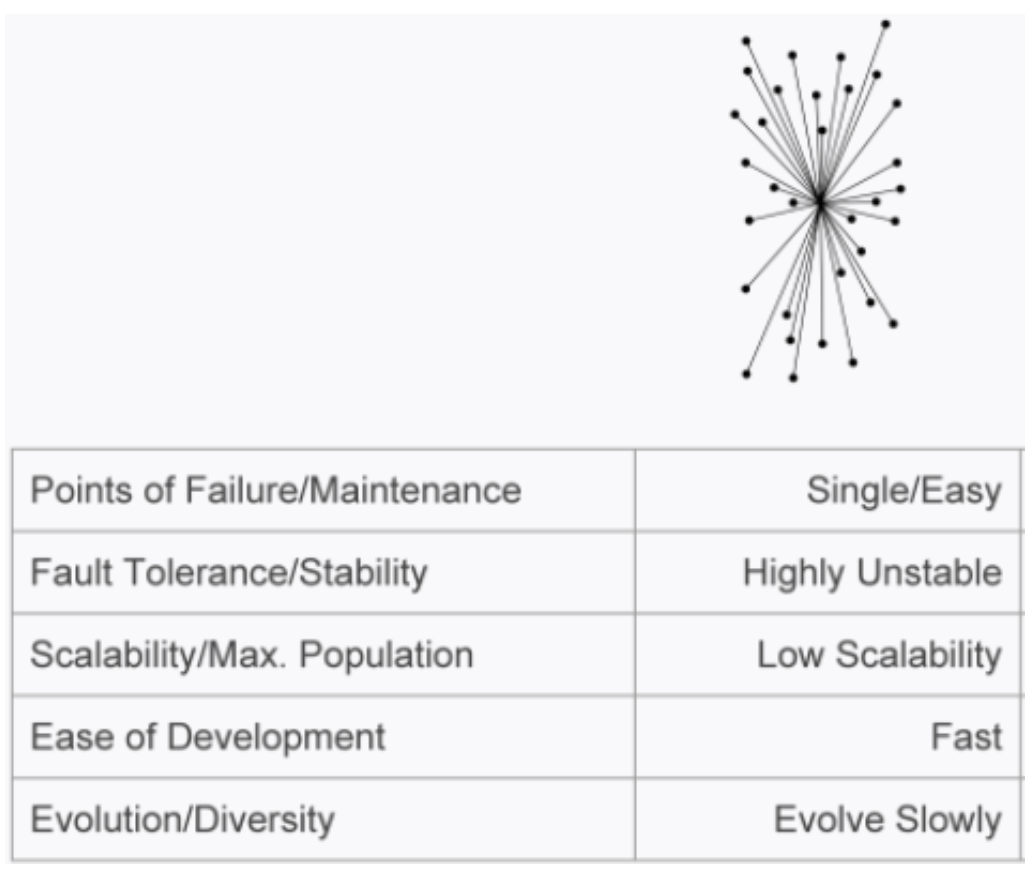 Points of Failure/Maintenance Single/Easy
Fault Tolerance/Stability Highly Unstable
Scalability/Max. Population Low Scalability
Ease of Development Fast
Evolution/Diversity Evolve Slowly